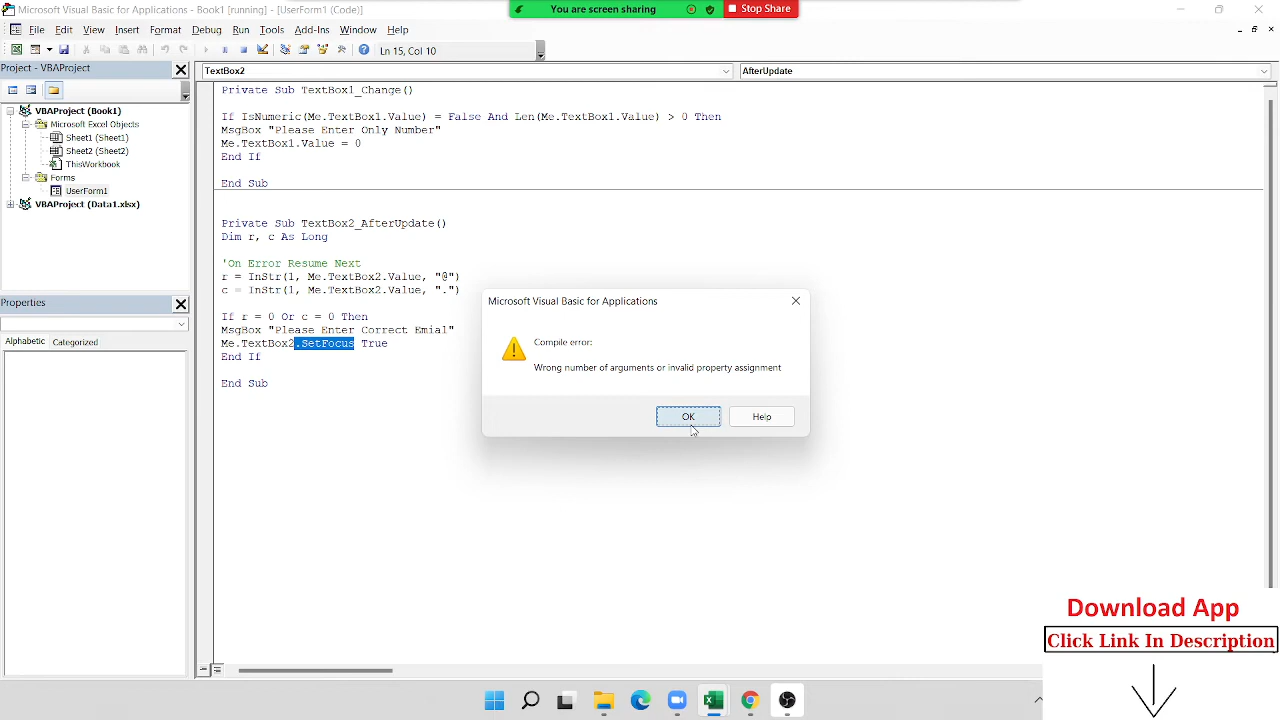 Microsoft Visual Basic for Applications - Book1 [running] - [UserForm1 (Code)]
You are screen sharing
Stop Share
File Edit View Insert Format Debug Run Tools Add-Ins Window Help
Ln 15, Col 10
Project - VBAProject
TextBox2
AfterUpdate
VBAProject (Book1)
Microsoft Excel Objects
Sheet1 (Sheet1)
Sheet2 (Sheet2)
ThisWorkbook
Forms
UserForm1
VBAProject (Data1.xlsx)
Properties
Alphabetic Categorized
Private Sub TextBox1_Change()
If IsNumeric(Me.TextBox1.Value) = False And Len(Me.TextBox1.Value) > 0 Then
MsgBox "Please Enter Only Number"
Me.TextBox1.Value = 0
End If
End Sub
Private Sub TextBox2_AfterUpdate()
Dim r, c As Long
'On Error Resume Next
r = InStr(1, Me.TextBox2.Value, "@")
c = InStr(1, Me.TextBox2.Value, ".")
If r = 0 Or c = 0 Then
MsgBox "Please Enter Correct Emial"
Me.TextBox2.SetFocus True
End If
End Sub
Microsoft Visual Basic for Applications
Compile error:
Wrong number of arguments or invalid property assignment
OK
Help
Download App
Click Link In Description